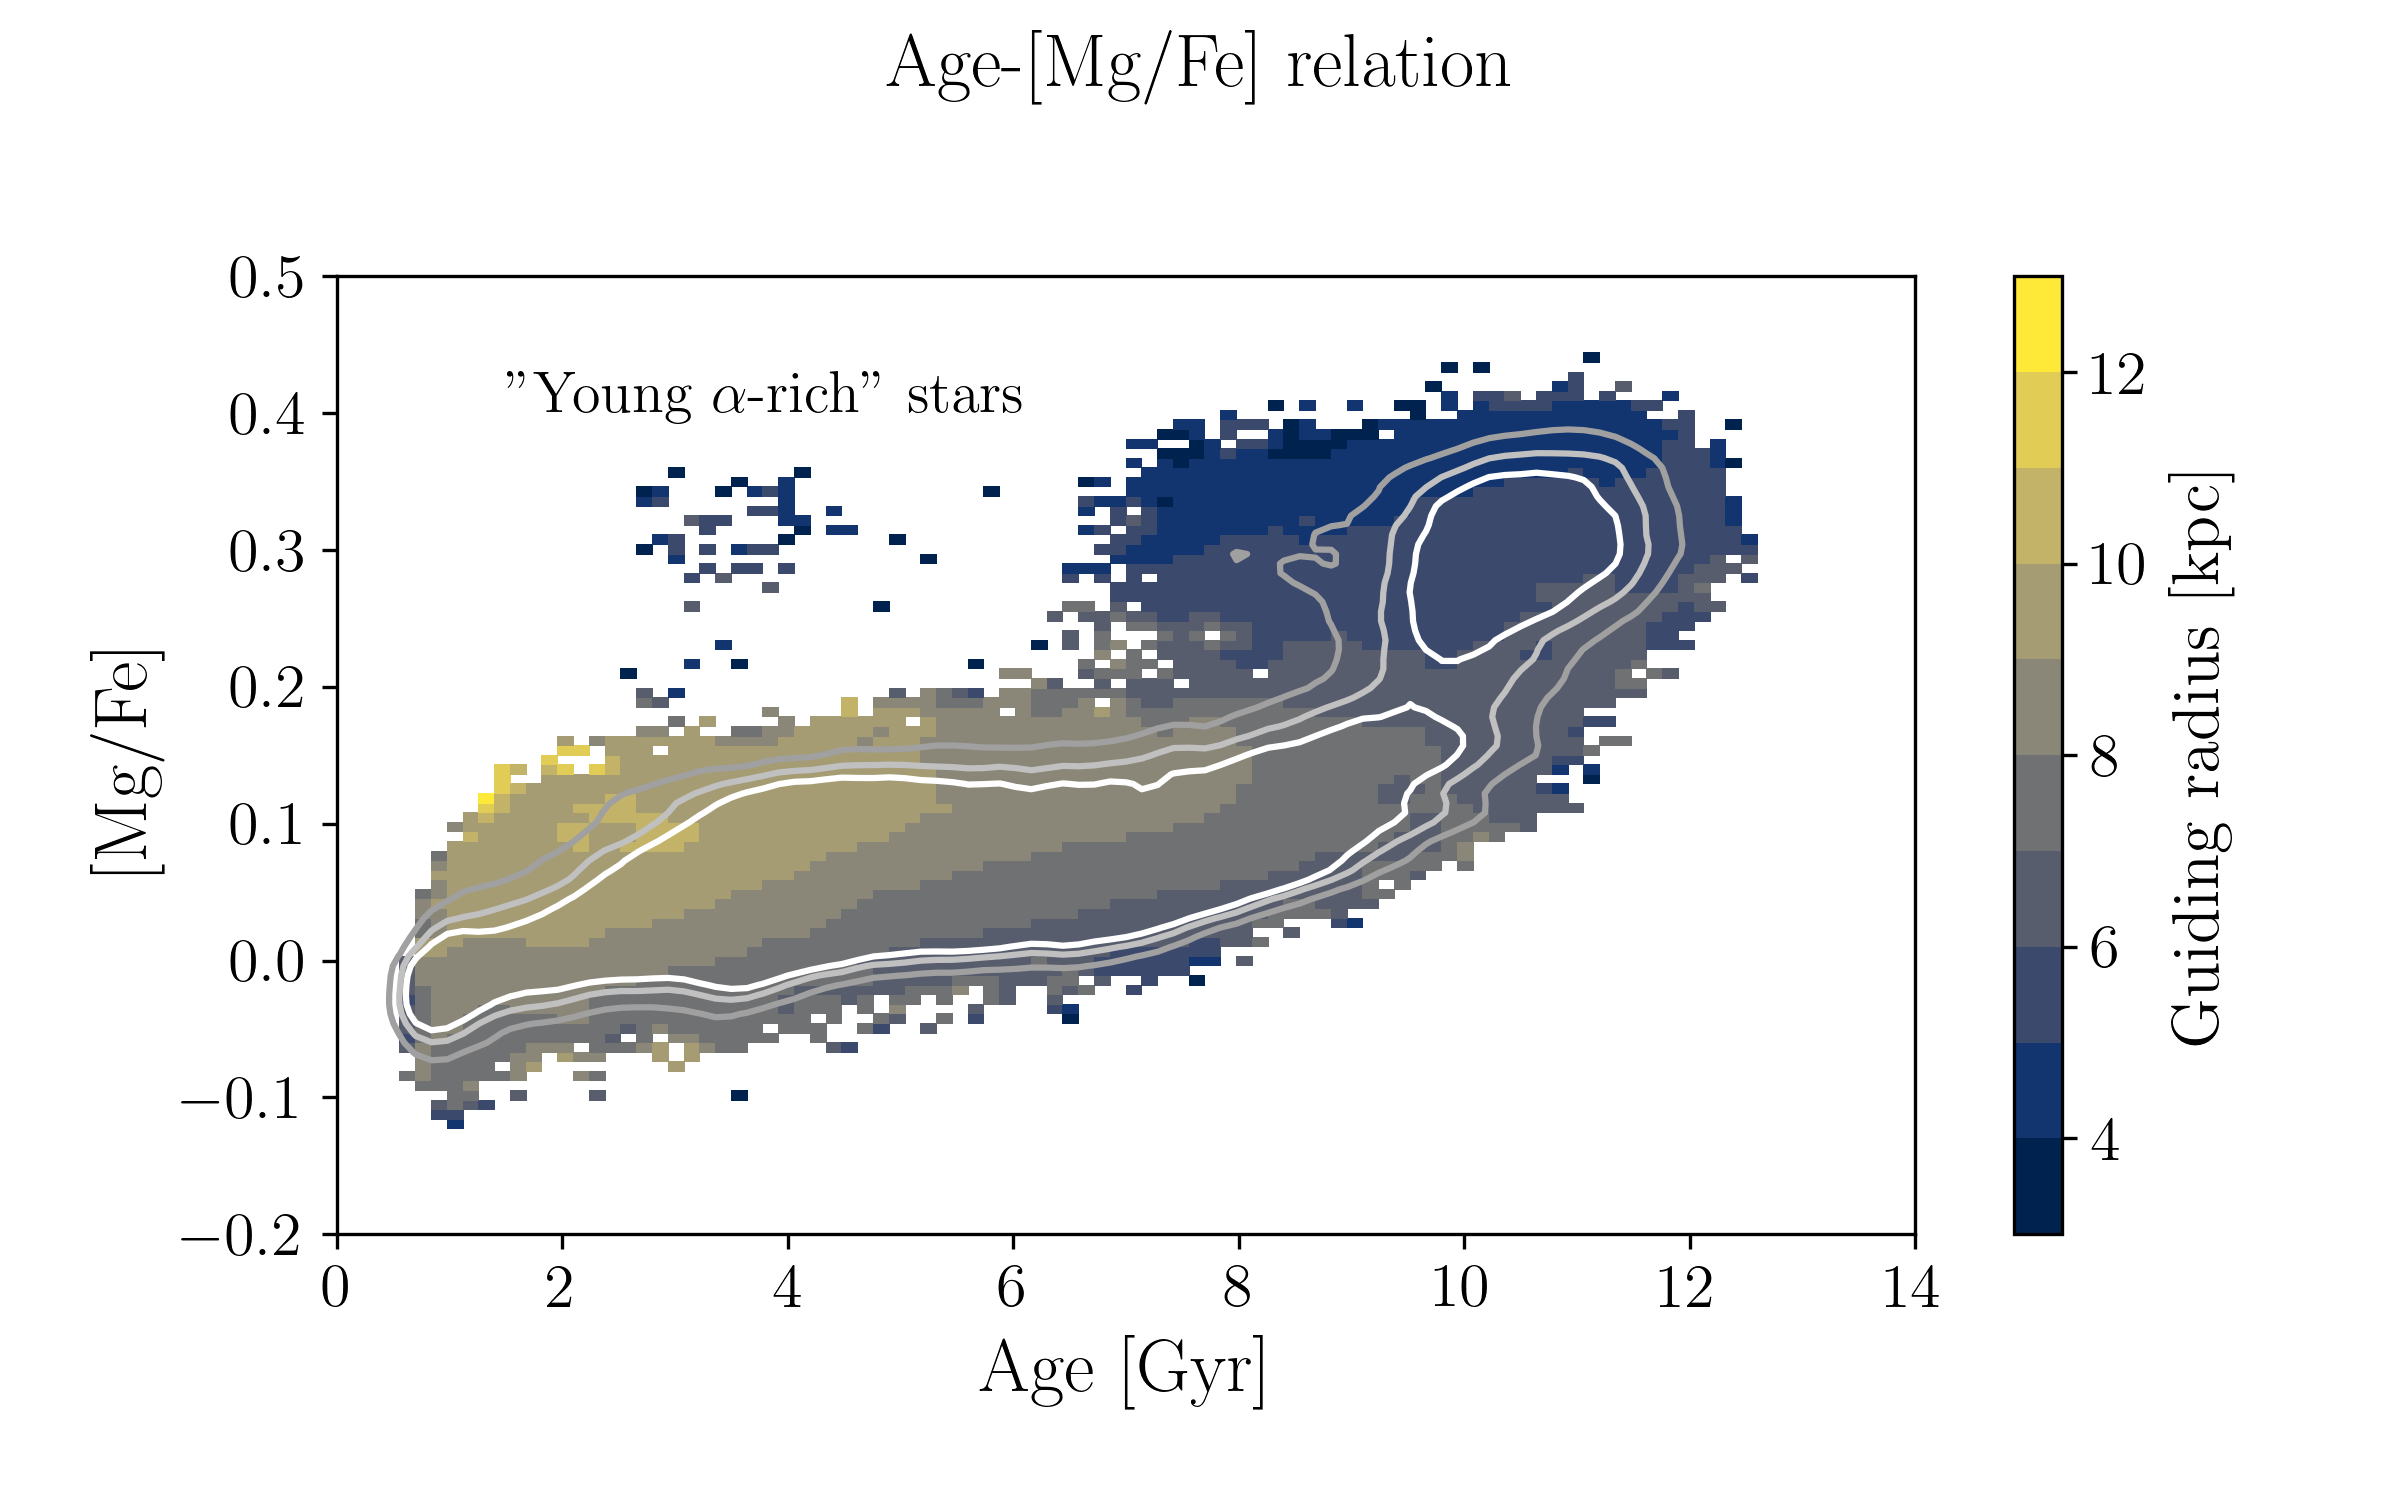 Age-[Mg/Fe] relation
0.5
0.4
0.3
0.2
0.1
0.0
−0.1
−0.2
[Mg/Fe]
”Young α-rich” stars
0 2 4 6 8 10 12 14
Age [Gyr]
12
10
8
6
4
Guiding radius [kpc]